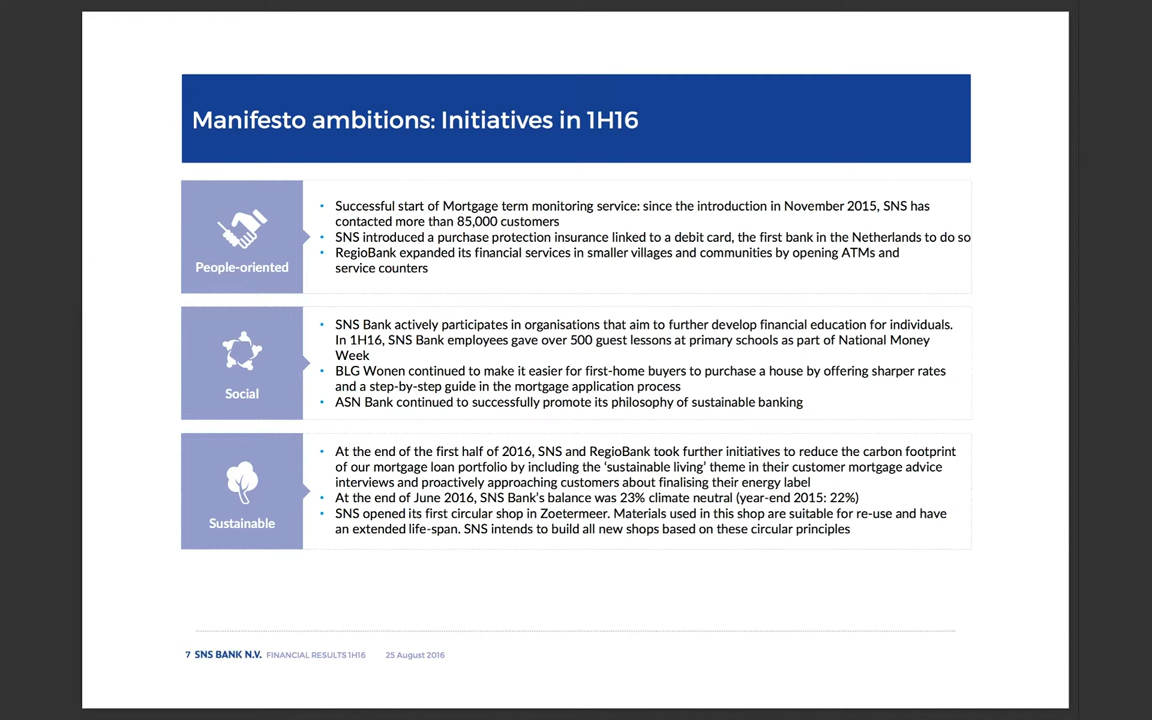 Manifesto ambitions: Initiatives in 1H16
People-oriented
• Successful start of Mortgage term monitoring service: since the introduction in November 2015, SNS has
contacted more than 85,000 customers
• SNS introduced a purchase protection insurance linked to a debit card, the first bank in the Netherlands to do so
• RegioBank expanded its financial services in smaller villages and communities by opening ATMs and
service counters
Social
• SNS Bank actively participates in organisations that aim to further develop financial education for individuals.
In 1H16, SNS Bank employees gave over 500 guest lessons at primary schools as part of National Money
Week
• BLG Wonen continued to make it easier for first-home buyers to purchase a house by offering sharper rates
and a step-by-step guide in the mortgage application process
• ASN Bank continued to successfully promote its philosophy of sustainable banking
Sustainable
• At the end of the first half of 2016, SNS and RegioBank took further initiatives to reduce the carbon footprint
of our mortgage loan portfolio by including the ‘sustainable living’ theme in their customer mortgage advice
interviews and proactively approaching customers about finalising their energy label
• At the end of June 2016, SNS Bank’s balance was 23% climate neutral (year-end 2015: 22%)
• SNS opened its first circular shop in Zoetermeer. Materials used in this shop are suitable for re-use and have
an extended life-span. SNS intends to build all new shops based on these circular principles
7 SNS BANK N.V. FINANCIAL RESULTS 1H16 25 August 2016